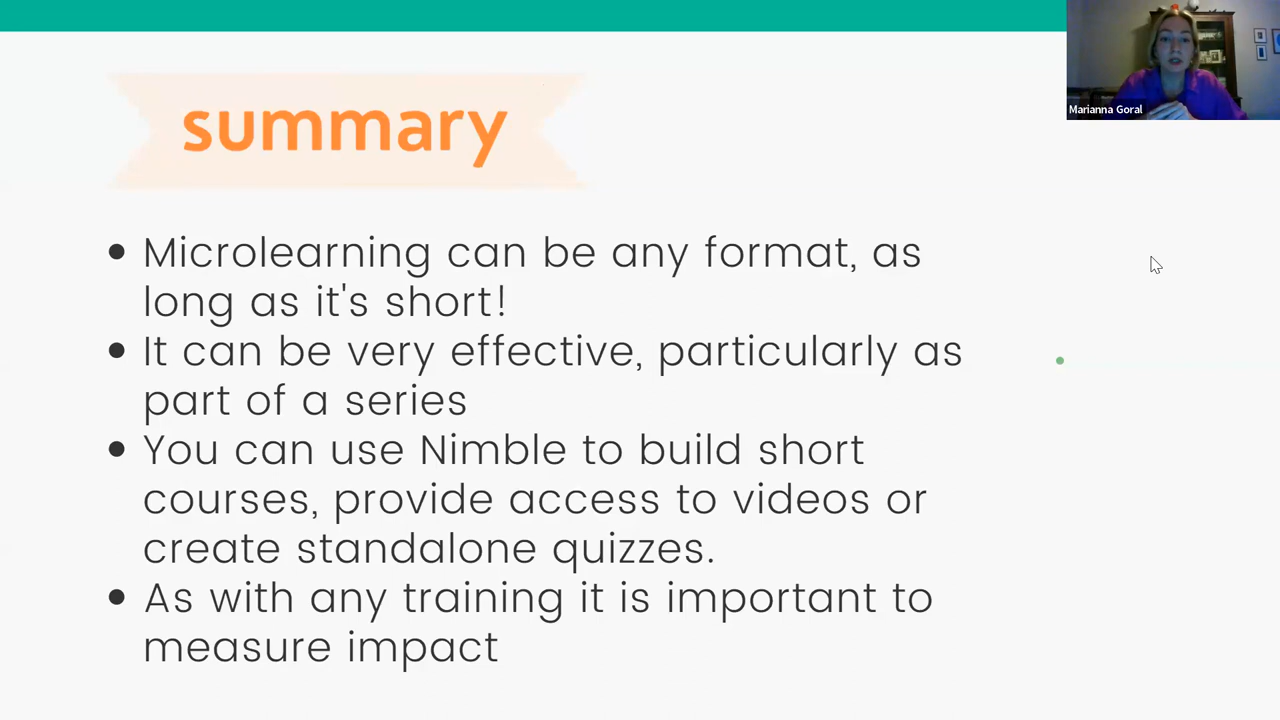 Marianna Goral
summary
• Microlearning can be any format, as
long as it's short!
• It can be very effective, particularly as
part of a series
• You can use Nimble to build short
courses, provide access to videos or
create standalone quizzes.
• As with any training it is important to
measure impact